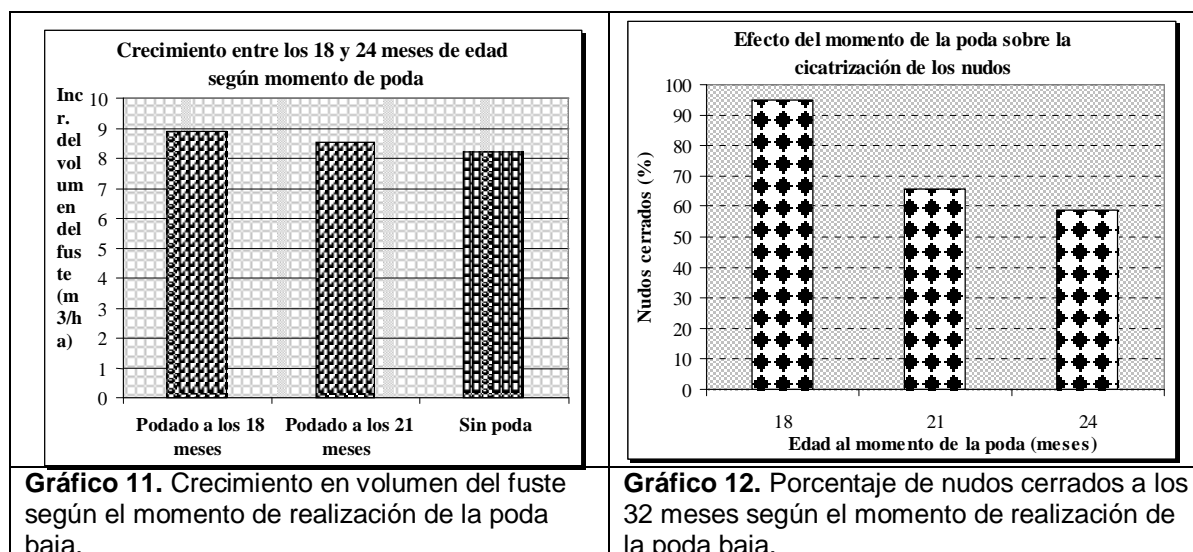 Crecimiento entre los 18 y 24 meses de edad
según momento de poda
Inc
r.
del
vol
um
en
del
fus
te
(m
3/h
a)
10
9
8
7
6
5
4
3
2
1
0
Podado a los 18
meses
Podado a los 21
meses
Sin poda
Gráfico 11. Crecimiento en volumen del fuste
según el momento de realización de la poda
baja.
Efecto del momento de la poda sobre la
cicatrización de los nudos
Nudos cerrados (%)
100
90
80
70
60
50
40
30
20
10
0
18
21
24
Edad al momento de la poda (meses)
Gráfico 12. Porcentaje de nudos cerrados a los
32 meses según el momento de realización de
la poda baja.